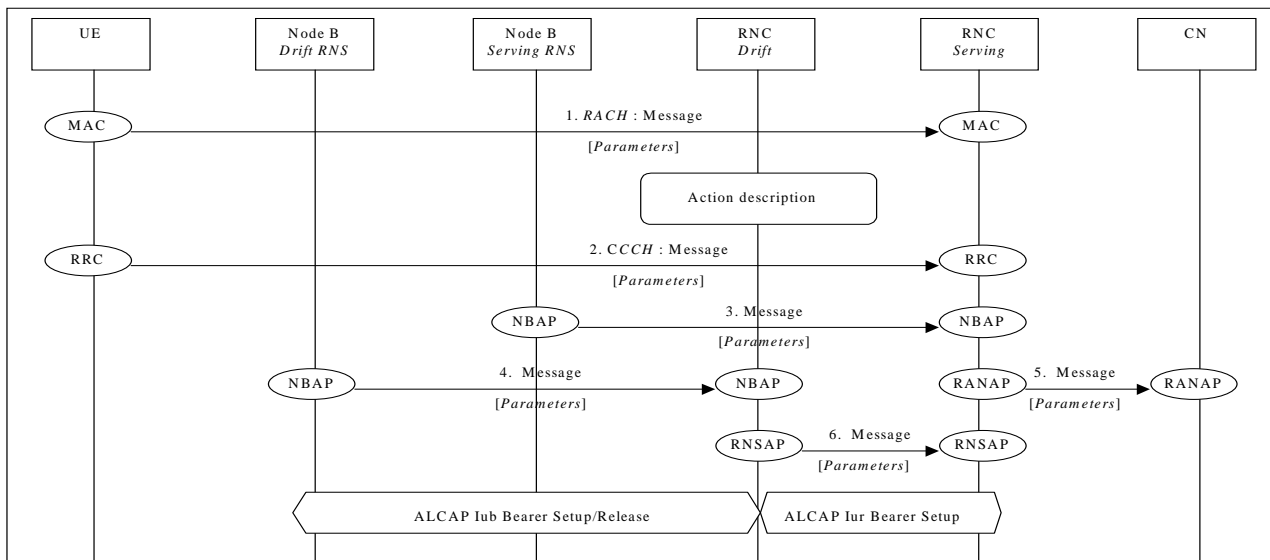 UE
Node B
Drift RNS
Node B
Serving RNS
RNC
Drift
RNC
Serving
CN
MAC
1. RACH : Message
[Parameters]
MAC
Action description
RRC
2. CCCH : Message
[Parameters]
RRC
NBAP
3. Message
[Parameters]
NBAP
NBAP
4. Message
[Parameters]
NBAP
RANAP
5. Message
[Parameters]
RANAP
RNSAP
6. Message
[Parameters]
RNSAP
ALCAP Iub Bearer Setup/Release
ALCAP Iur Bearer Setup